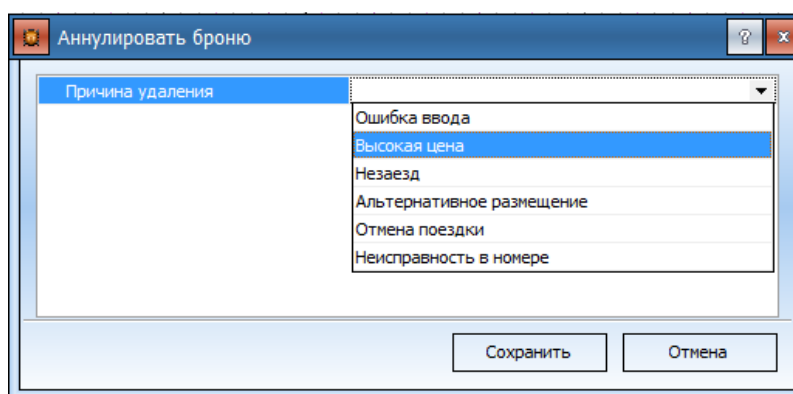 Аннулировать броню
? x
Причина удаления
Ошибка ввода
Высокая цена
Незаезд
Альтернативное размещение
Отмена поездки
Неисправность в номере
Сохранить Отмена